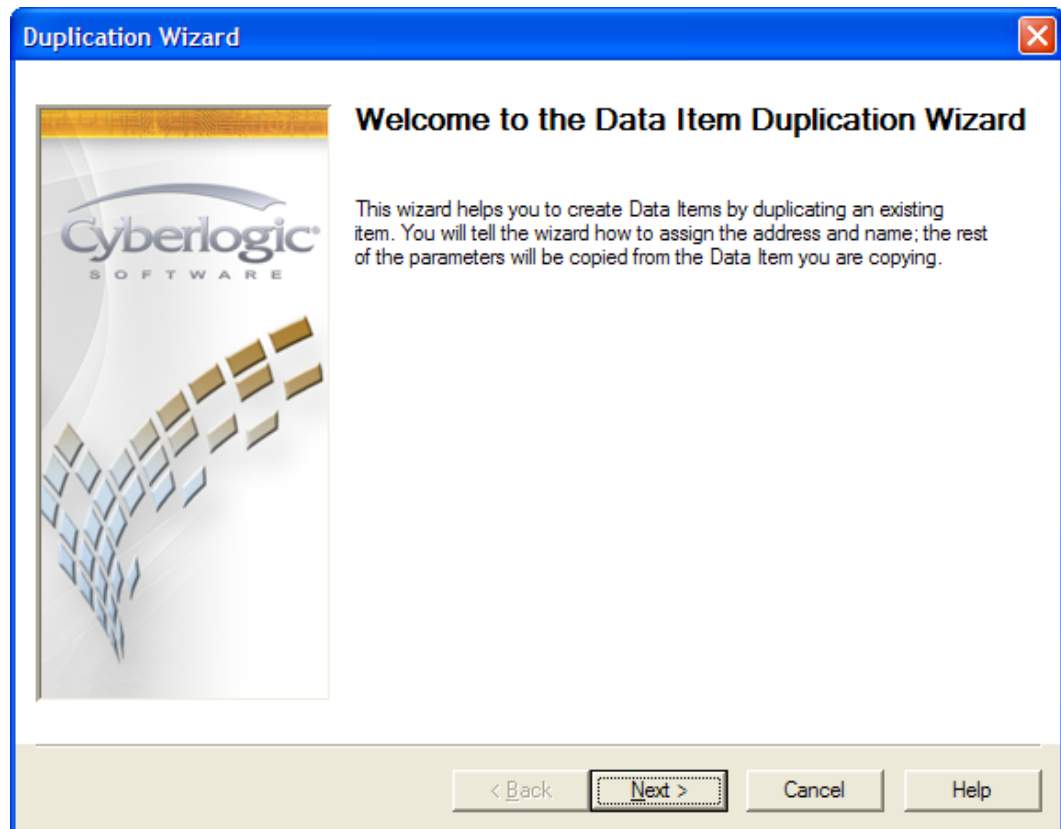 Duplication Wizard
Cyberlogic®
SOFTWARE
Welcome to the Data Item Duplication Wizard
This wizard helps you to create Data Items by duplicating an existing
item. You will tell the wizard how to assign the address and name; the rest
of the parameters will be copied from the Data Item you are copying.
< Back
Next >
Cancel
Help